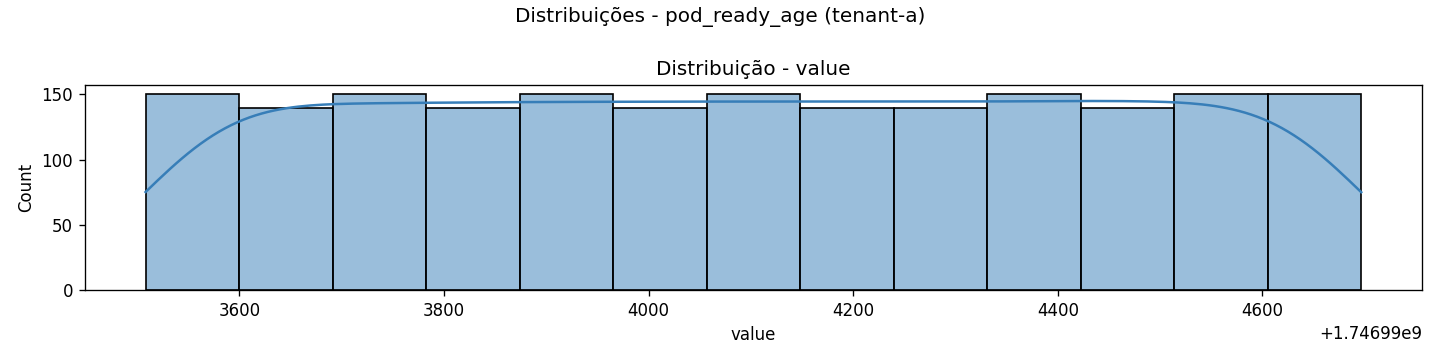 Distribuições - pod_ready_age (tenant-a)
Distribuição - value
150
100
50
0
Count
3600 3800 4000 4200 4400 4600
value
+1.74699e9